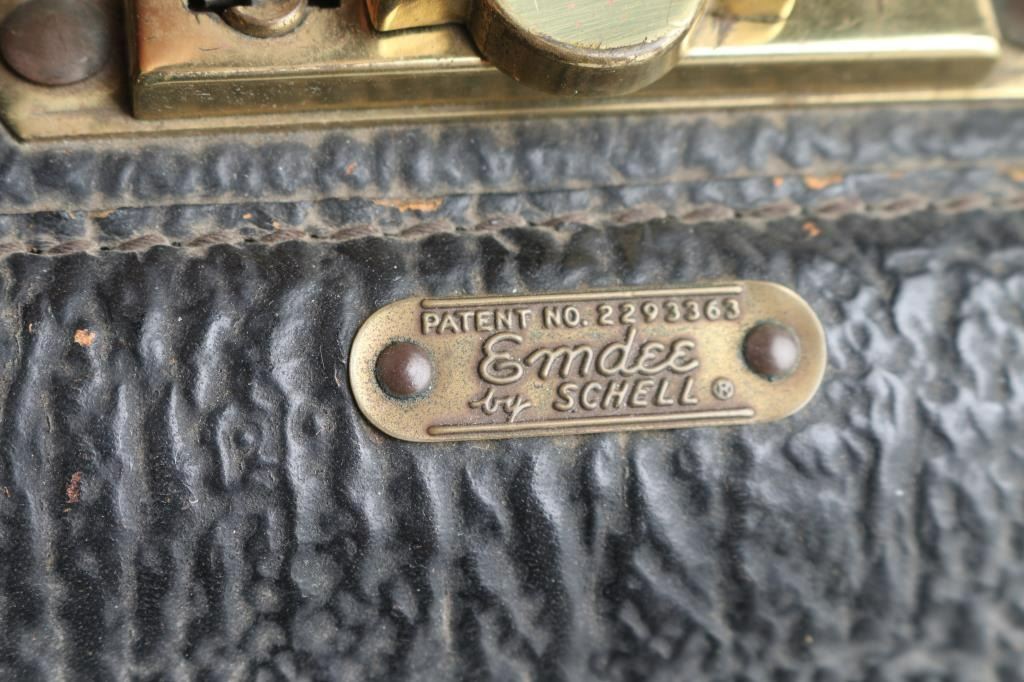 PATENT NO. 2293363
Emdee
by SCHELL ®